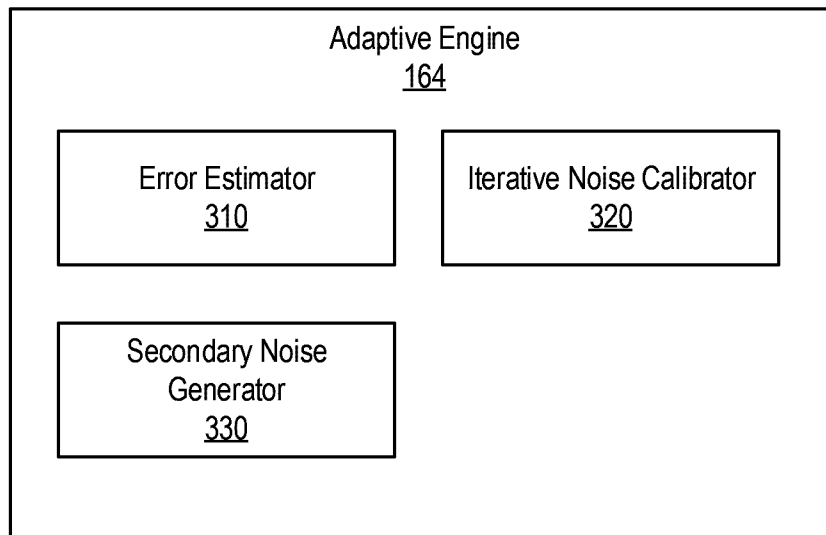 Adaptive Engine
164
Error Estimator
310
Iterative Noise Calibrator
320
Secondary Noise
Generator
330